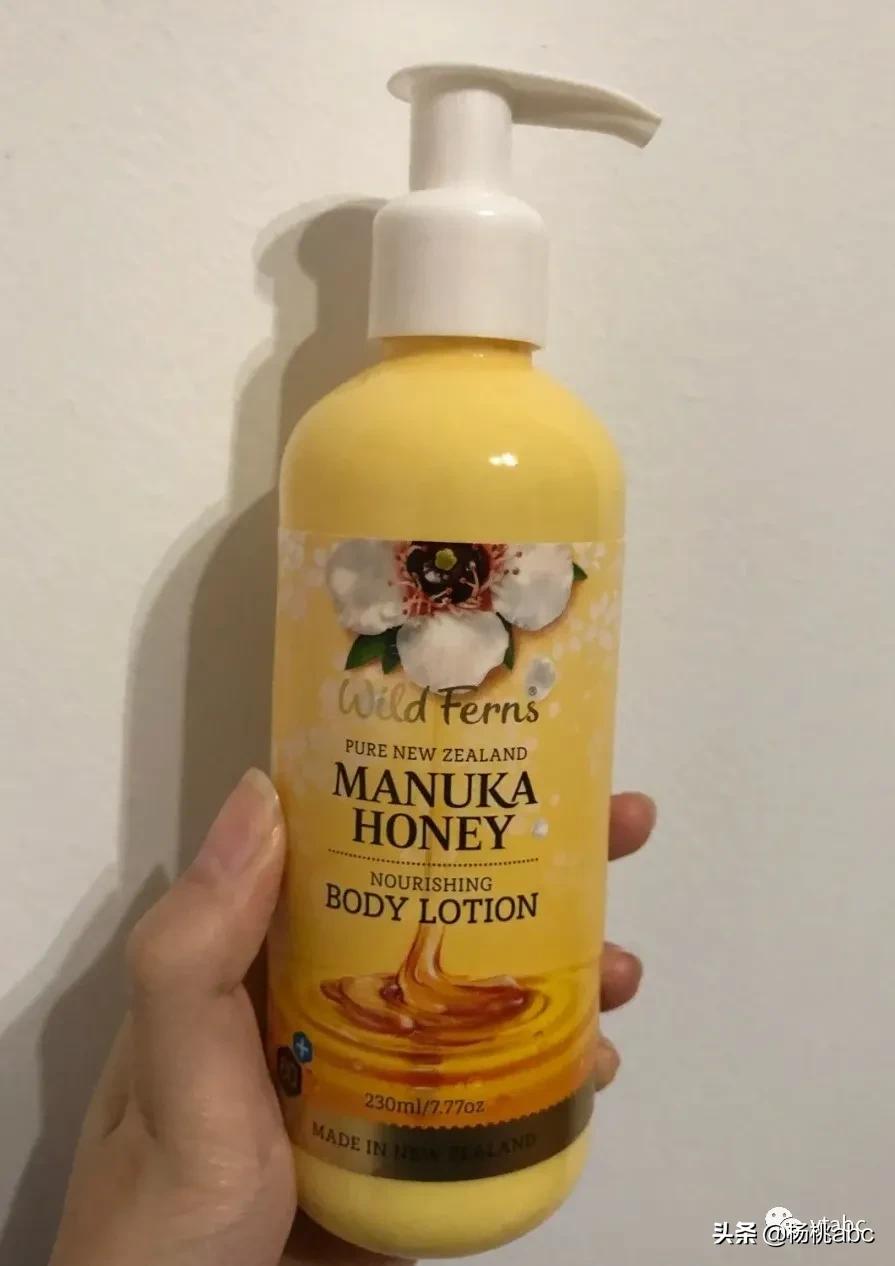 Wild Ferns®
PURE NEW ZEALAND
MANUKA
HONEY
NOURISHING
BODY LOTION
230ml/7.77oz
MADE IN NEW ZEALAND
头条 @杨桃abc